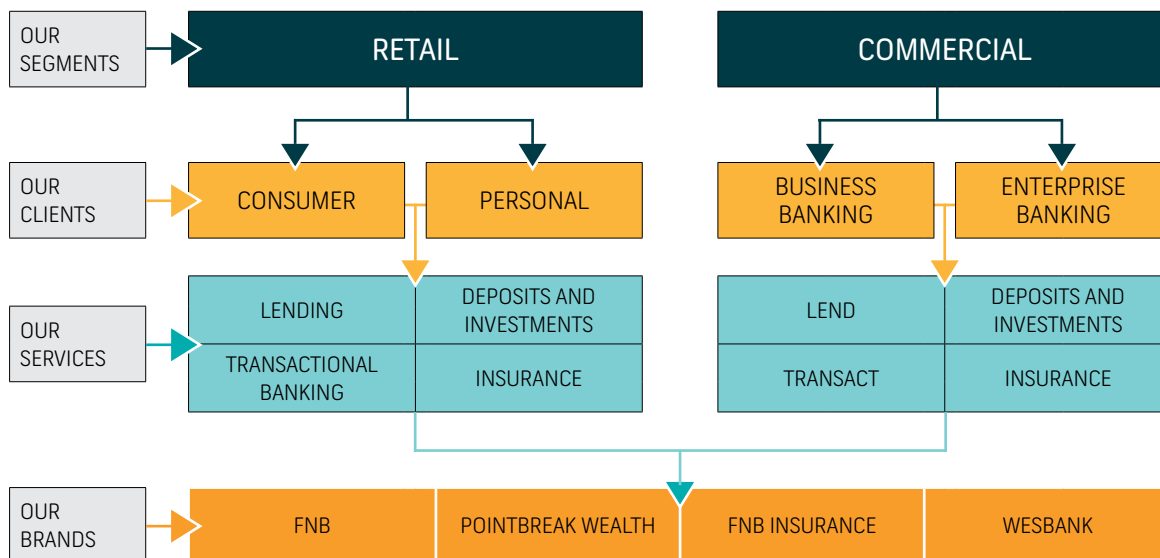 OUR
SEGMENTS
RETAIL
COMMERCIAL
OUR
CLIENTS
CONSUMER
PERSONAL
BUSINESS
BANKING
ENTERPRISE
BANKING
OUR
SERVICES
LENDING
DEPOSITS AND
INVESTMENTS
TRANSACTIONAL
BANKING
INSURANCE
LEND
DEPOSITS AND
INVESTMENTS
TRANSACT
INSURANCE
OUR
BRANDS
FNB
POINTBREAK WEALTH
FNB INSURANCE
WESBANK